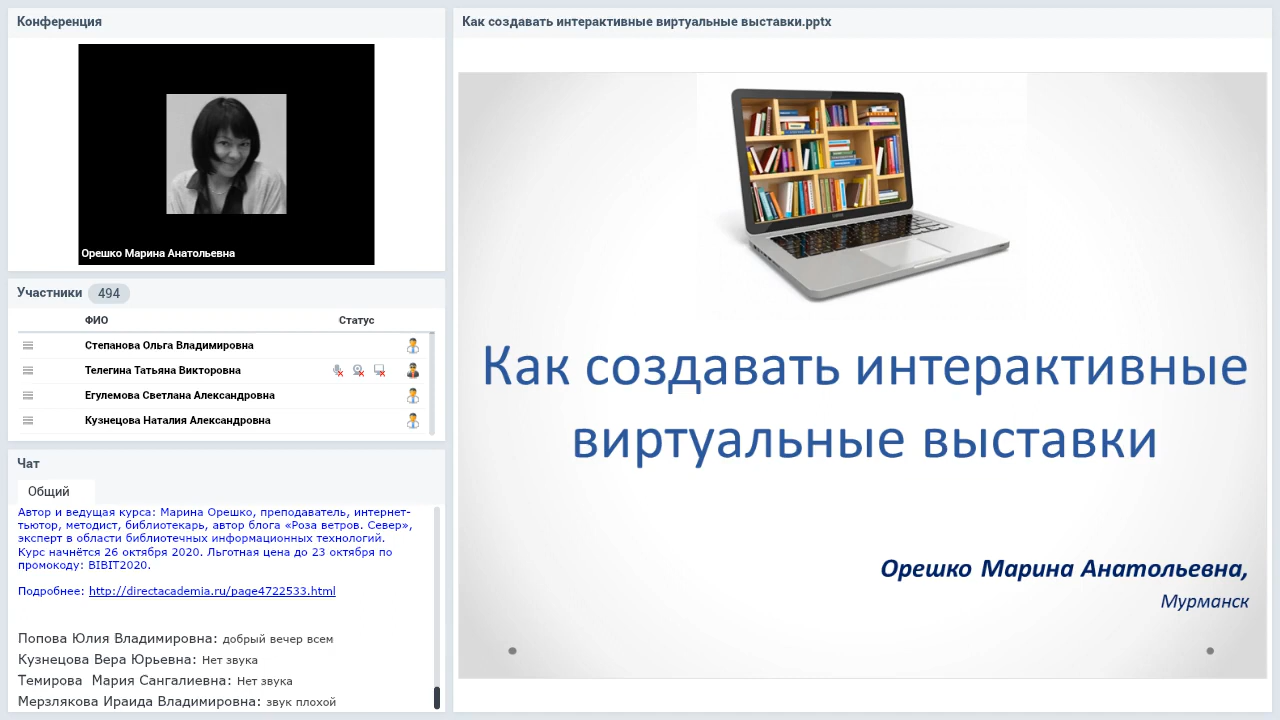 Конференция
Орешко Марина Анатольевна
Участники 494
ФИО Статус
Степанова Ольга Владимировна
Телегина Татьяна Викторовна
Егулемова Светлана Александровна
Кузнецова Наталия Александровна
Чат
Общий
Автор и ведущая курса: Марина Орешко, преподаватель, интернет-
тьютор, методист, библиотекарь, автор блога «Роза ветров. Север»,
эксперт в области библиотечных информационных технологий.
Курс начнётся 26 октября 2020. Льготная цена до 23 октября по
промокоду: BIBIT2020.
Подробнее: http://directacademia.ru/page4722533.html
Попова Юлия Владимировна: добрый вечер всем
Кузнецова Вера Юрьевна: Нет звука
Темирова  Мария Сангалиевна: Нет звука
Мерзлякова Ираида Владимировна: звук плохой
Как создавать интерактивные виртуальные выставки.pptx
Как создавать интерактивные
виртуальные выставки
Орешко Марина Анатольевна,
Мурманск